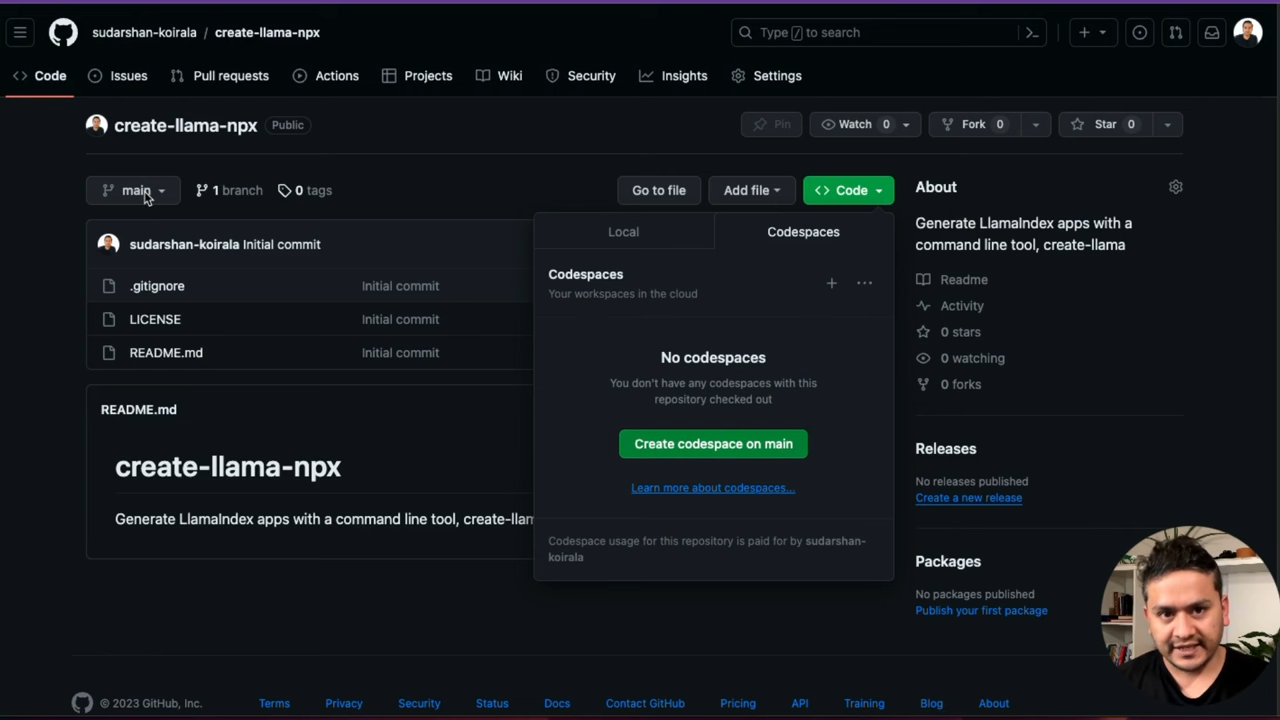 sudarshan-koirala / create-llama-npx
Type / to search
Code
Issues
Pull requests
Actions
Projects
Wiki
Security
Insights
Settings
create-llama-npx Public
Pin
Watch 0
Fork 0
Star 0
main
1 branch
0 tags
Go to file
Add file
Code
sudarshan-koirala Initial commit
.gitignore Initial commit
LICENSE Initial commit
README.md Initial commit
README.md
create-llama-npx
Generate LlamaIndex apps with a command line tool, create-llam
Local
Codespaces
Codespaces
Your workspaces in the cloud
No codespaces
You don't have any codespaces with this
repository checked out
Create codespace on main
Learn more about codespaces...
Codespace usage for this repository is paid for by sudarshan-
koirala
About
Generate LlamaIndex apps with a
command line tool, create-llama
Readme
Activity
0 stars
0 watching
0 forks
Releases
No releases published
Create a new release
Packages
No packages published
Publish your first package
© 2023 GitHub, Inc.
Terms
Privacy
Security
Status
Docs
Contact GitHub
Pricing
API
Training
Blog
About